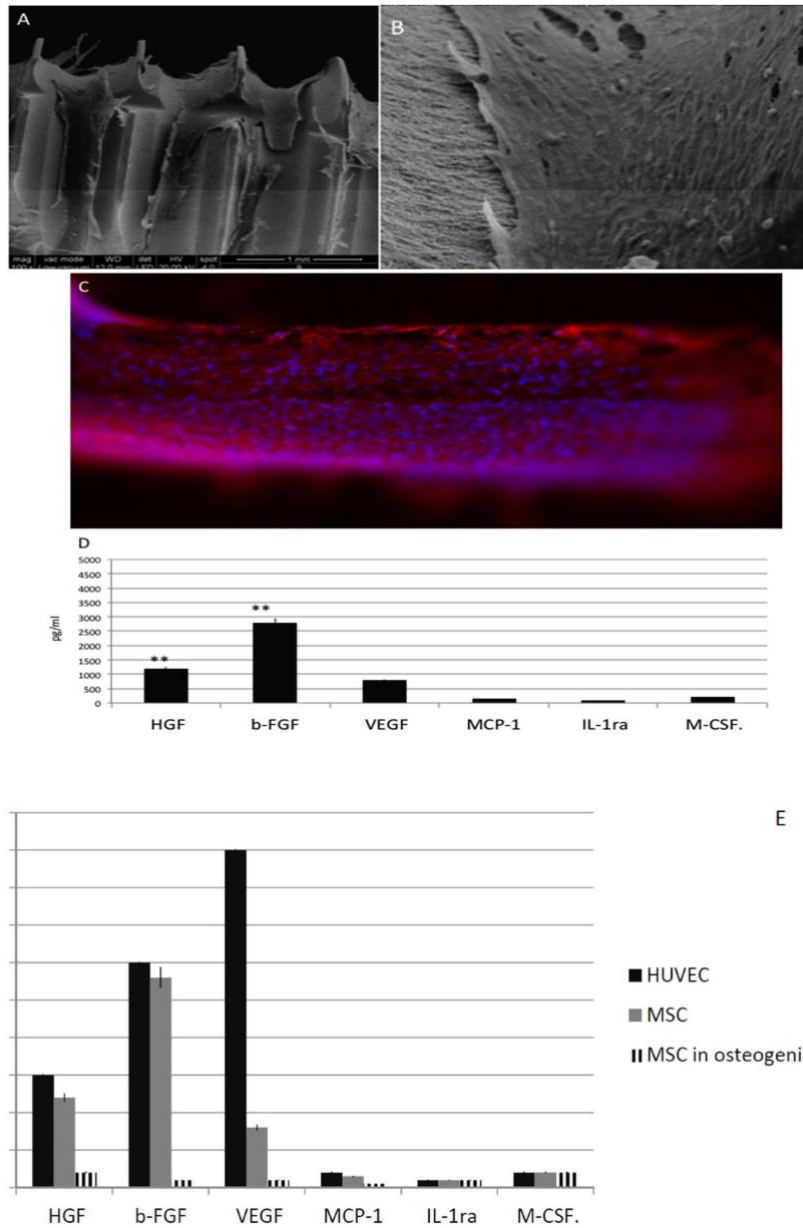 A
B
mag vac mode WD det HV spot 1 mm
C
D
5000
4500
4000
3500
3000
2500
2000
1500
1000
500
0
pg/ml
**
**
HGF b-FGF VEGF MCP-1 IL-1ra M-CSF.
E
HUVEC
MSC
MSC in osteogeni
HGF b-FGF VEGF MCP-1 IL-1ra M-CSF.